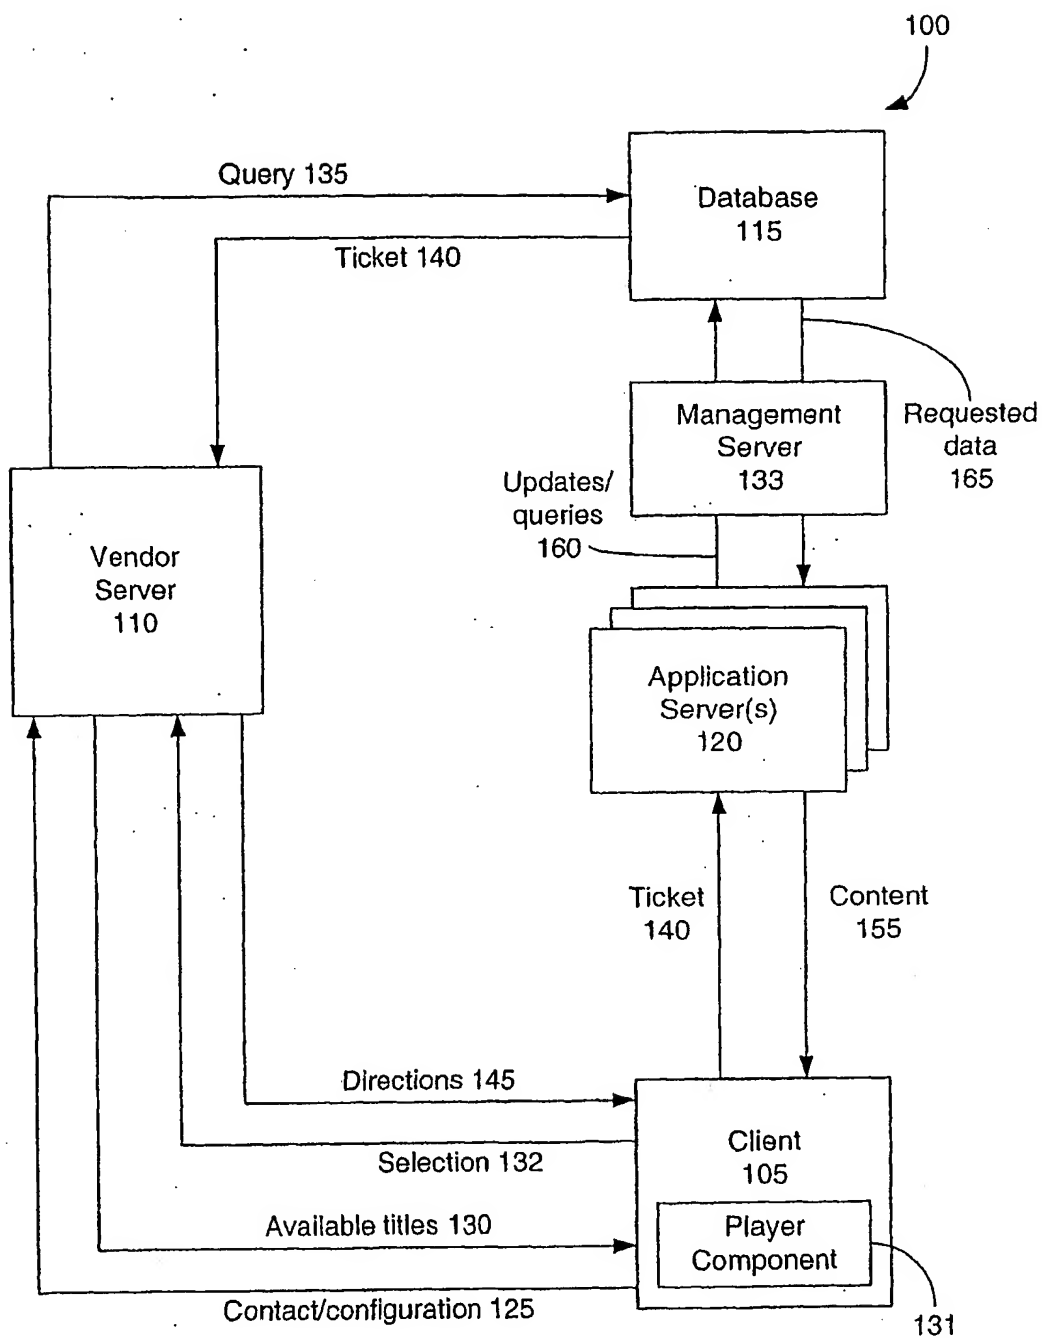 100
Query 135
Database
115
Ticket 140
Management
Server
133
Requested
data
165
Updates/
queries
160
Vendor
Server
110
Application
Server(s)
120
Ticket
140
Content
155
Directions 145
Client
105
Selection 132
Available titles 130
Player
Component
Contact/configuration 125
131